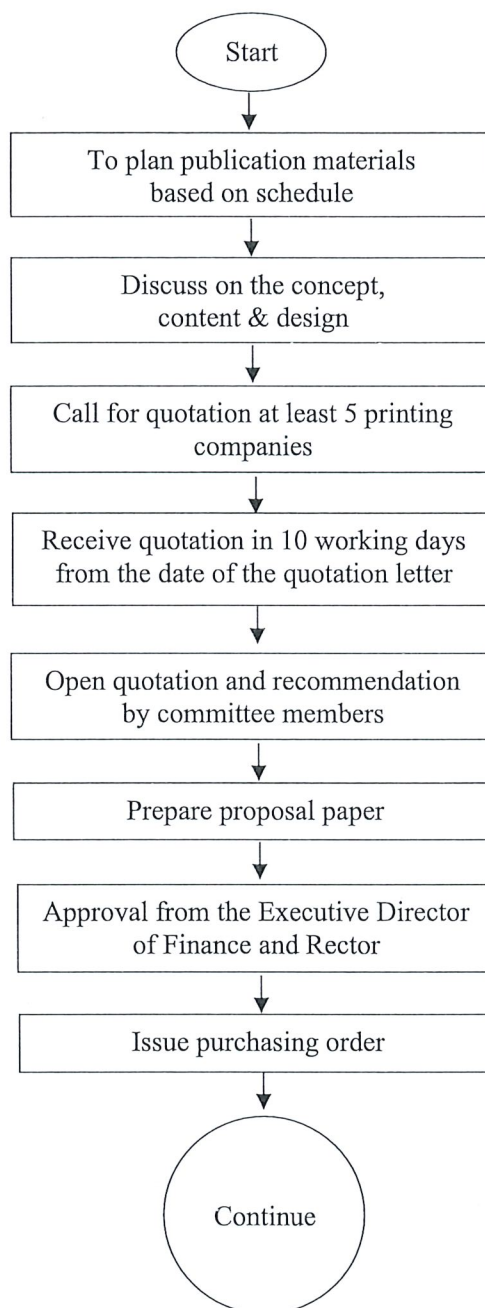 Start
To plan publication materials
based on schedule
Discuss on the concept,
content & design
Call for quotation at least 5 printing
companies
Receive quotation in 10 working days
from the date of the quotation letter
Open quotation and recommendation
by committee members
Prepare proposal paper
Approval from the Executive Director
of Finance and Rector
Issue purchasing order
Continue